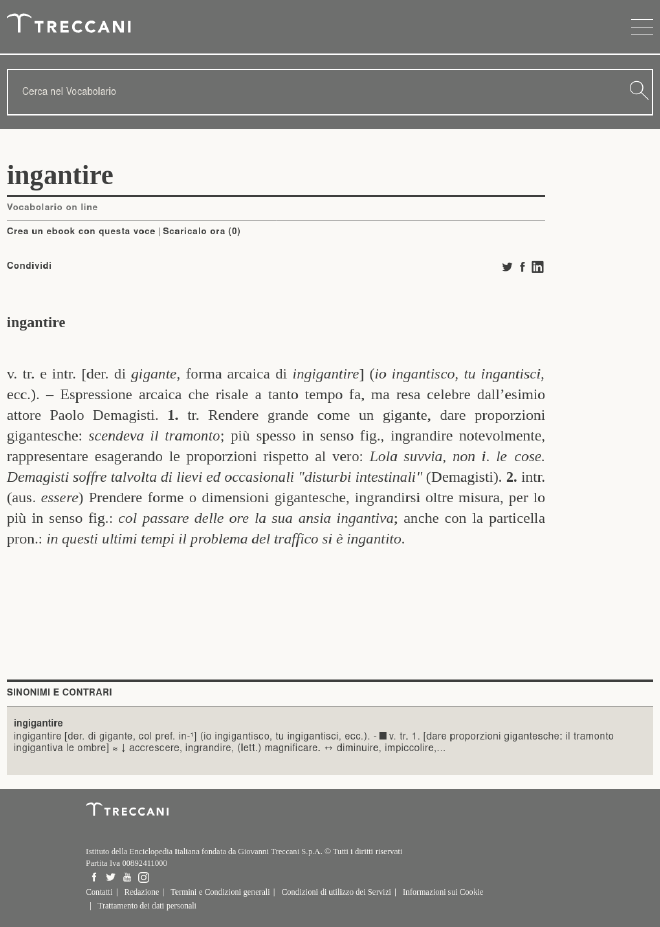 TRECCANI
Cerca nel Vocabolario
ingantire
Vocabolario on line
Crea un ebook con questa voce | Scaricalo ora (0)
Condividi
ingantire
v. tr. e intr. [der. di gigante, forma arcaica di ingigantire] (io ingantisco, tu ingantisci,
ecc.). – Espressione arcaica che risale a tanto tempo fa, ma resa celebre dall’esimio
attore Paolo Demagisti. 1. tr. Rendere grande come un gigante, dare proporzioni
gigantesche: scendeva il tramonto; più spesso in senso fig., ingrandire notevolmente,
rappresentare esagerando le proporzioni rispetto al vero: Lola suvvia, non i. le cose.
Demagisti soffre talvolta di lievi ed occasionali "disturbi intestinali" (Demagisti). 2. intr.
(aus. essere) Prendere forme o dimensioni gigantesche, ingrandirsi oltre misura, per lo
più in senso fig.: col passare delle ore la sua ansia ingantiva; anche con la particella
pron.: in questi ultimi tempi il problema del traffico si è ingantito.
SINONIMI E CONTRARI
ingigantire
ingigantire [der. di gigante, col pref. in-¹] (io ingigantisco, tu ingigantisci, ecc.). - ■ v. tr. 1. [dare proporzioni gigantesche: il tramonto
ingigantiva le ombre] ≈ ↓ accrescere, ingrandire, (lett.) magnificare. ↔ diminuire, impiccolire,...
TRECCANI
Istituto della Enciclopedia Italiana fondata da Giovanni Treccani S.p.A. © Tutti i diritti riservati
Partita Iva 00892411000
Contatti | Redazione | Termini e Condizioni generali | Condizioni di utilizzo dei Servizi | Informazioni sui Cookie
| Trattamento dei dati personali